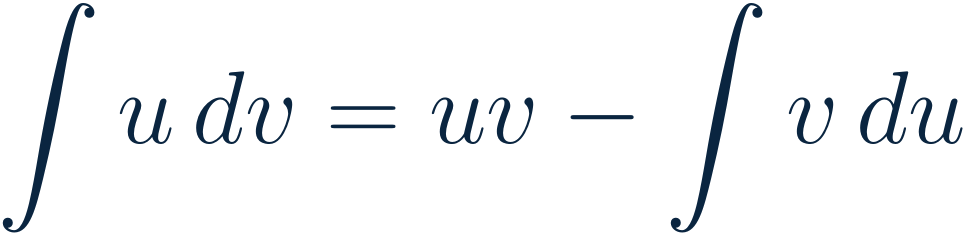 ∫ u dv = uv − ∫ v du